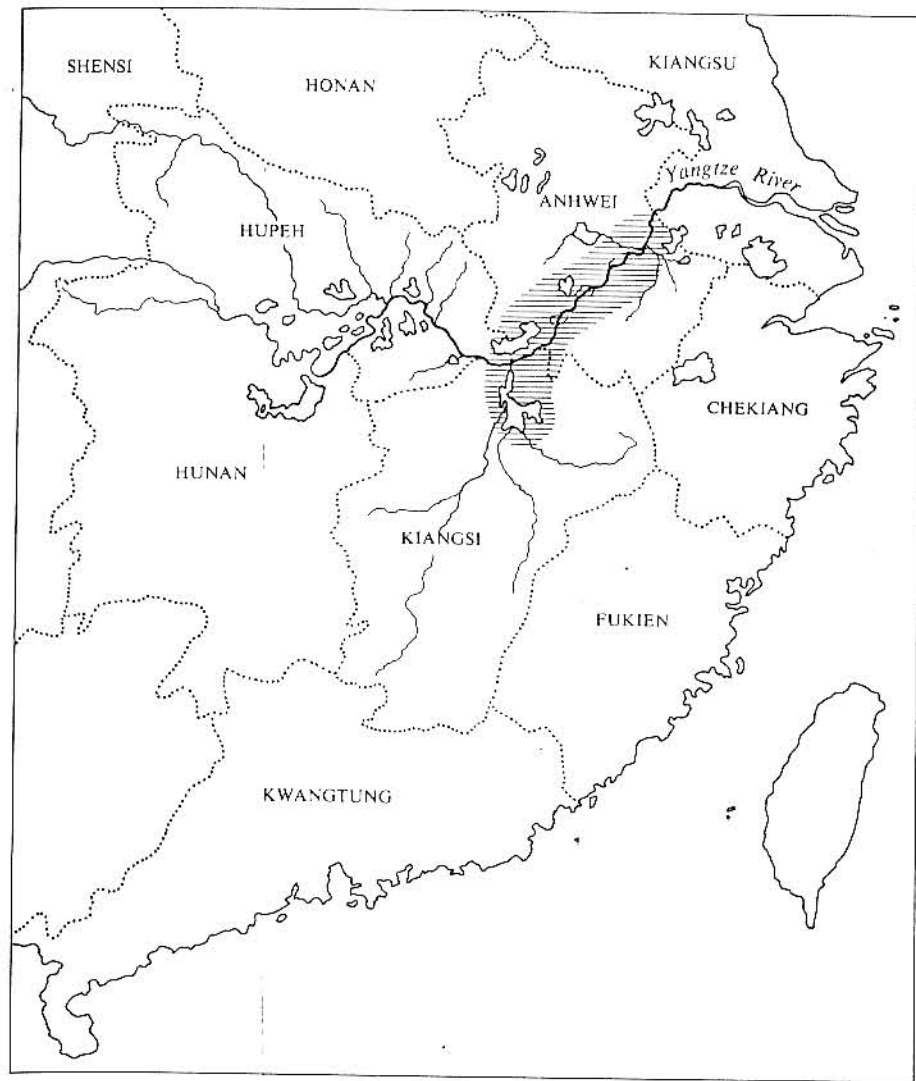 SHENSI
HONAN
KIANGSU
Yangtze River
ANHWEI
HUPEH
CHEKIANG
HUNAN
KIANGSI
FUKIEN
KWANGTUNG